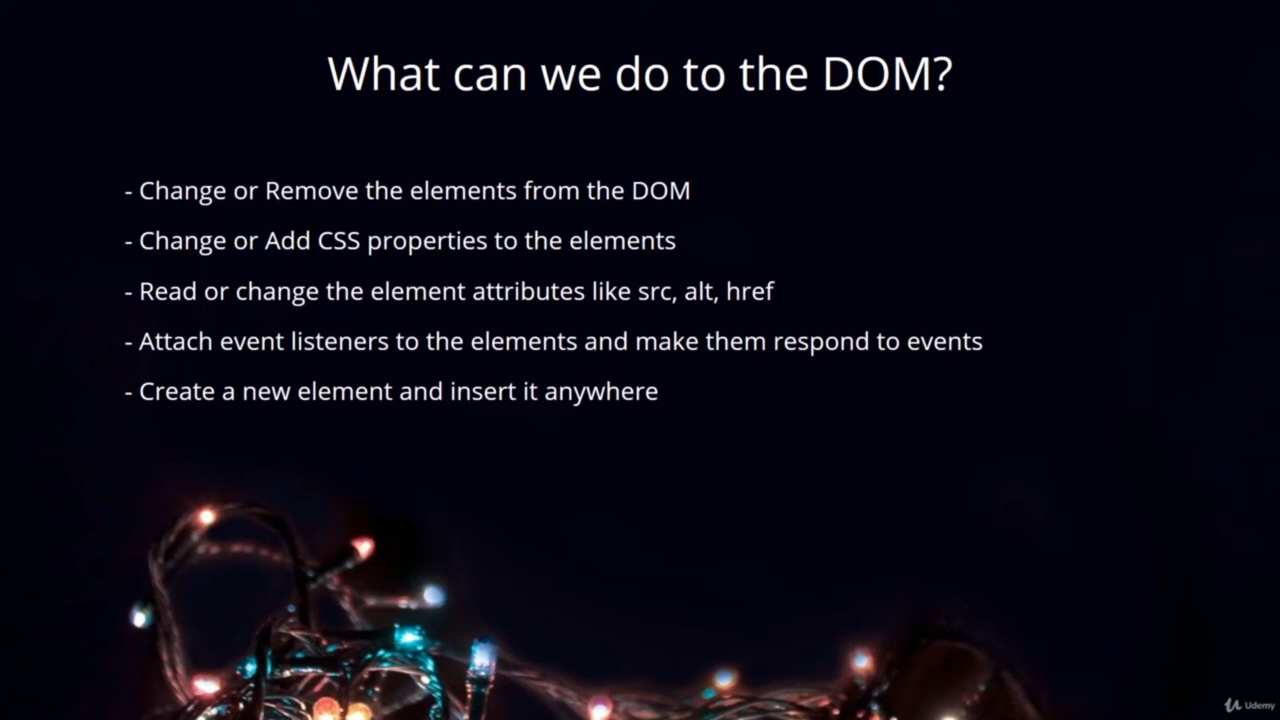 What can we do to the DOM?
- Change or Remove the elements from the DOM
- Change or Add CSS properties to the elements
- Read or change the element attributes like src, alt, href
- Attach event listeners to the elements and make them respond to events
- Create a new element and insert it anywhere
Udemy